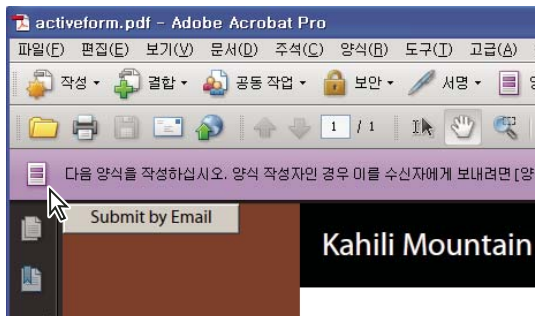 activeform.pdf - Adobe Acrobat Pro
파일(F) 편집(E) 보기(V) 문서(D) 주석(C) 양식(R) 도구(T) 고급(A)
작성 결합 공동 작업 보안 서명
1 / 1
다음 양식을 작성하십시오. 양식 작성자인 경우 이를 수신자에게 보내려면 [양
Submit by Email
Kahili Mountain